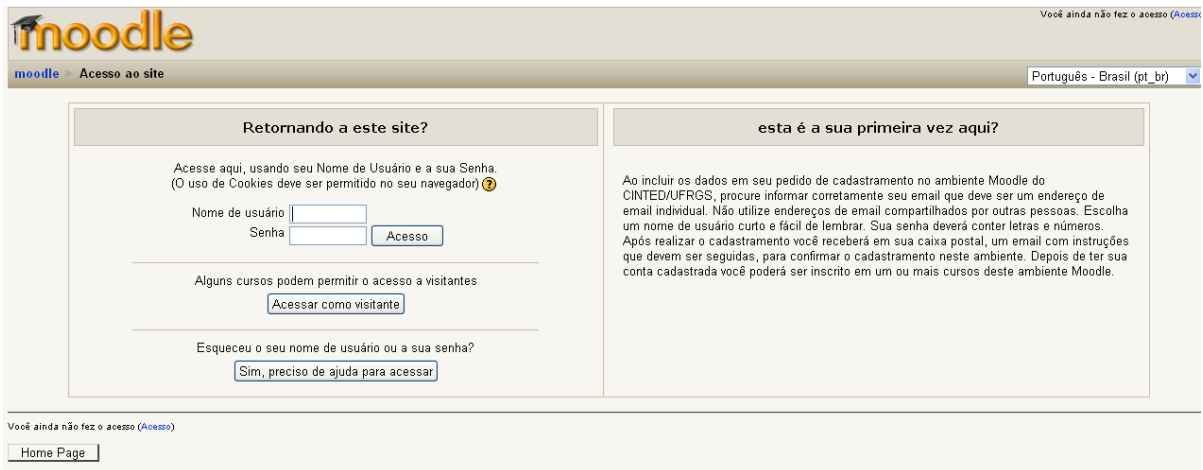 moodle
Você ainda não fez o acesso (Acesso
moodle Acesso ao site
Português - Brasil (pt_br)
Retornando a este site?
Acesse aqui, usando seu Nome de Usuário e a sua Senha.
(O uso de Cookies deve ser permitido no seu navegador) ?
Nome de usuário
Senha Acesso
Alguns cursos podem permitir o acesso a visitantes
Acessar como visitante
Esqueceu o seu nome de usuário ou a sua senha?
Sim, preciso de ajuda para acessar
esta é a sua primeira vez aqui?
Ao incluir os dados em seu pedido de cadastramento no ambiente Moodle do
CINTED/UFRGS, procure informar corretamente seu email que deve ser um endereço de
email individual. Não utilize endereços de email compartilhados por outras pessoas. Escolha
um nome de usuário curto e fácil de lembrar. Sua senha deverá conter letras e números.
Após realizar o cadastramento você receberá em sua caixa postal, um email com instruções
que devem ser seguidas, para confirmar o cadastramento neste ambiente. Depois de ter sua
conta cadastrada você poderá ser inscrito em um ou mais cursos deste ambiente Moodle.
Você ainda não fez o acesso (Acesso)
Home Page